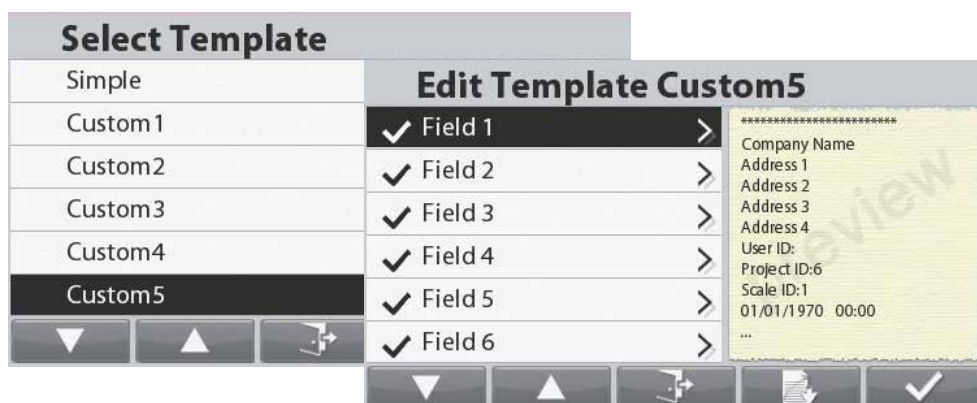 Select Template
Simple
Custom1
Custom2
Custom3
Custom4
Custom5
Edit Template Custom5
Field 1
Field 2
Field 3
Field 4
Field 5
Field 6
************************
Company Name
Address 1
Address 2
Address 3
Address 4
User ID:
Project ID:6
Scale ID:1
01/01/1970 00:00
...
Preview